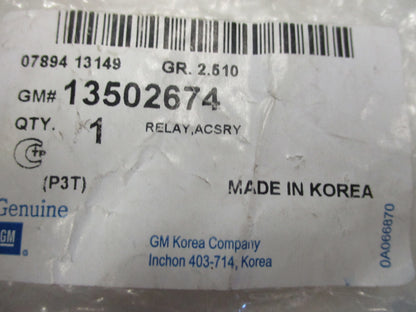 07894 13149 GR. 2.510
GM# 13502674
QTY. 1 RELAY,ACSRY
(P3T) MADE IN KOREA
Genuine
GM
®
GM Korea Company
Inchon 403-714, Korea
0A066870